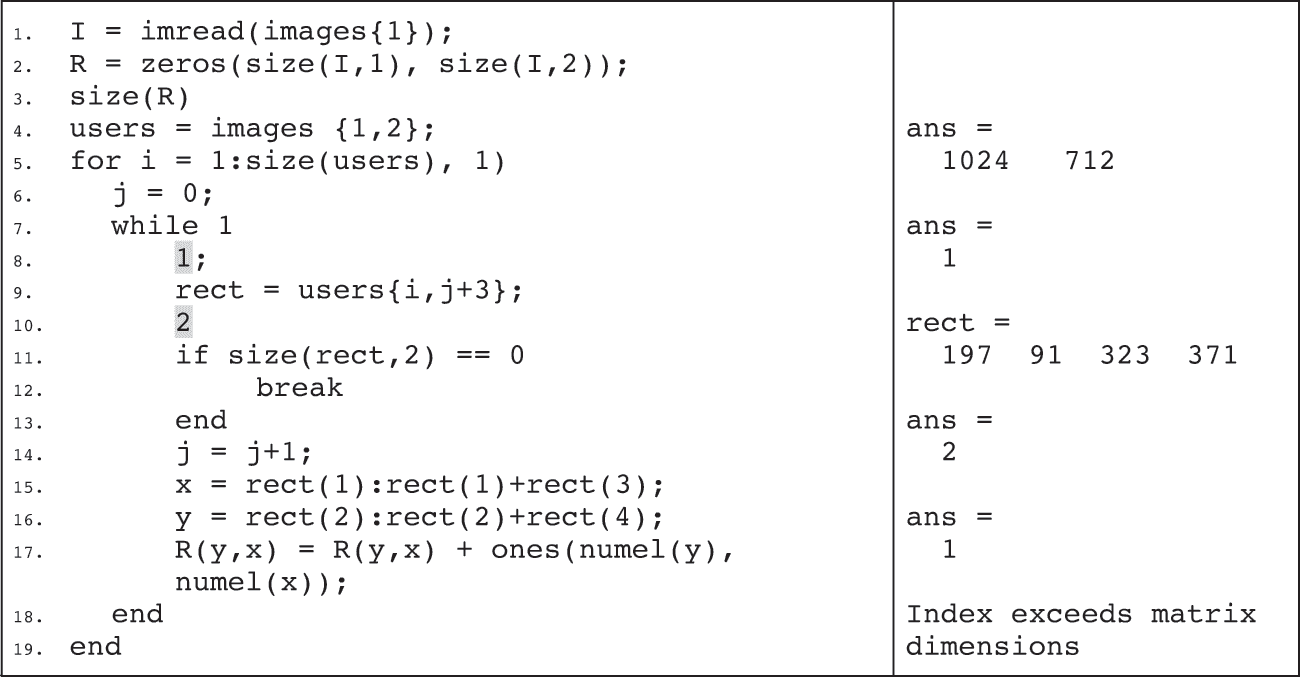 1. I = imread(images{1});
2. R = zeros(size(I,1), size(I,2));
3. size(R)
4. users = images {1,2};
5. for i = 1:size(users), 1)
6. j = 0;
7. while 1
8. 1;
9. rect = users{i,j+3};
10. 2
11. if size(rect,2) == 0
12. break
13. end
14. j = j+1;
15. x = rect(1):rect(1)+rect(3);
16. y = rect(2):rect(2)+rect(4);
17. R(y,x) = R(y,x) + ones(numel(y),
numel(x));
18. end
19. end
ans =
1024 712
ans =
1
rect =
197 91 323 371
ans =
2
ans =
1
Index exceeds matrix
dimensions